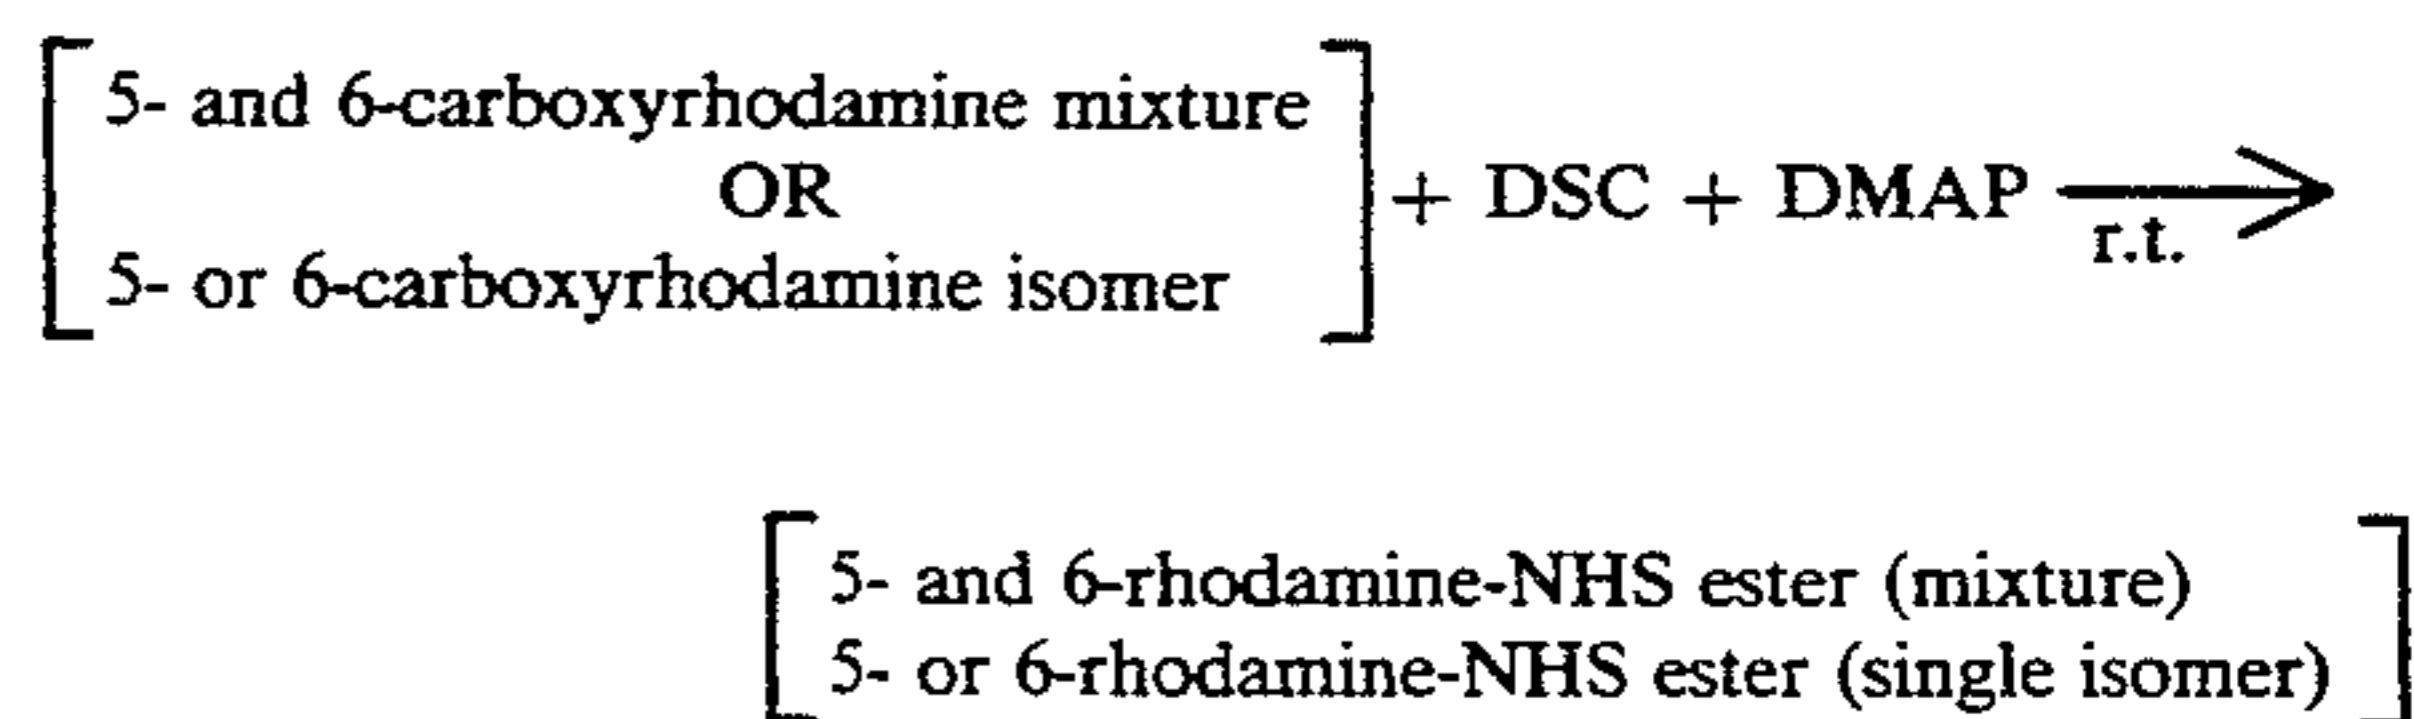 5- and 6-carboxyrhodamine mixture
OR
5- or 6-carboxyrhodamine isomer
+ DSC + DMAP
r.t.
5- and 6-rhodamine-NHS ester (mixture)
5- or 6-rhodamine-NHS ester (single isomer)